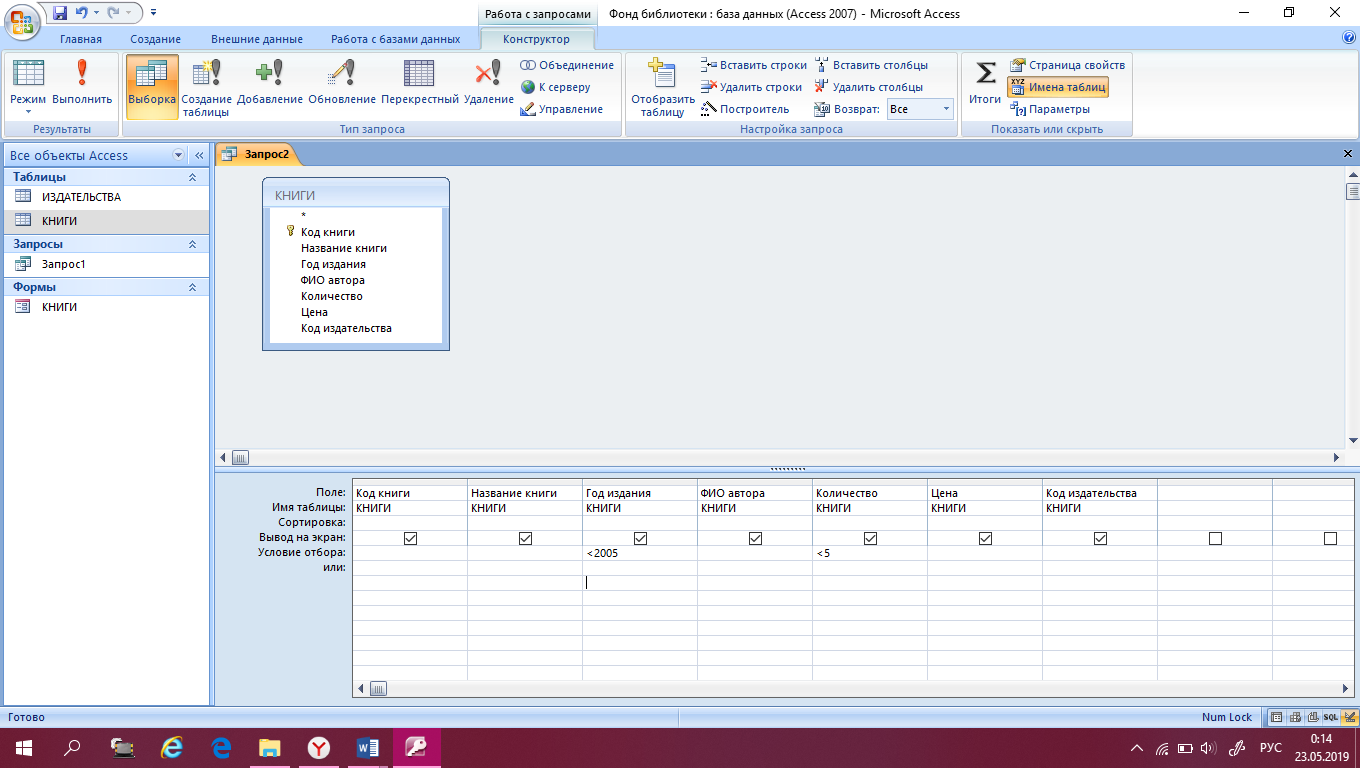 Работа с запросами Фонд библиотеки : база данных (Access 2007) - Microsoft Access
Главная Создание Внешние данные Работа с базами данных Конструктор
Режим Выполнить
Результаты
Выборка Создание таблицы Добавление Обновление Перекрестный Удаление
Объединение
К серверу
Управление
Тип запроса
Отобразить таблицу
Вставить строки
Удалить строки
Построитель
Вставить столбцы
Удалить столбцы
Возврат: Все
Настройка запроса
Итоги
XYZ
Страница свойств
Имена таблиц
Параметры
Показать или скрыть
Все объекты Access
Таблицы
ИЗДАТЕЛЬСТВА
КНИГИ
Запросы
Запрос1
Формы
КНИГИ
Запрос2
КНИГИ
*
Код книги
Название книги
Год издания
ФИО автора
Количество
Цена
Код издательства
Поле: Код книги Название книги Год издания ФИО автора Количество Цена Код издательства
Имя таблицы: КНИГИ КНИГИ КНИГИ КНИГИ КНИГИ КНИГИ КНИГИ
Сортировка:
Вывод на экран:
Условие отбора: <2005 <5
или:
Готово Num Lock SQL
РУС
0:14
23.05.2019